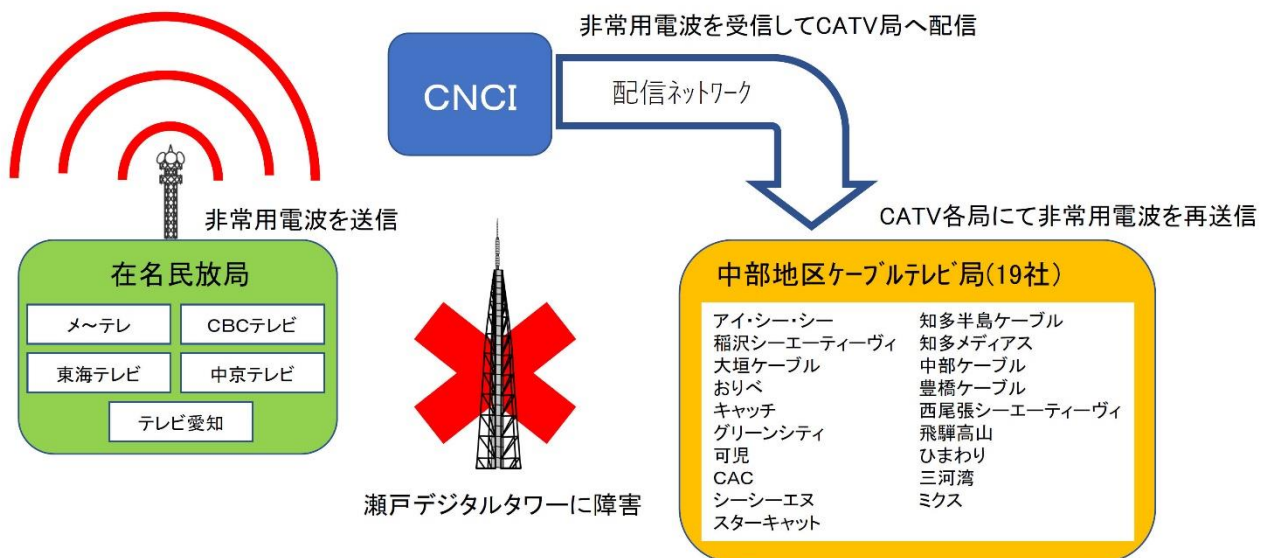 非常用電波を受信してCATV局へ配信
CNCI
配信ネットワーク
非常用電波を送信
CATV各局にて非常用電波を再送信
在名民放局
メ～テレ
CBCテレビ
東海テレビ
中京テレビ
テレビ愛知
瀬戸デジタルタワーに障害
中部地区ケーブルテレビ局(19社)
アイ・シー・シー
稲沢シーエーティーヴィ
大垣ケーブル
おりべ
キャッチ
グリーンシティ
可児
CAC
シーシーエヌ
スターキャット
知多半島ケーブル
知多メディアス
中部ケーブル
豊橋ケーブル
西尾張シーエーティーヴィ
飛騨高山
ひまわり
三河湾
ミクス